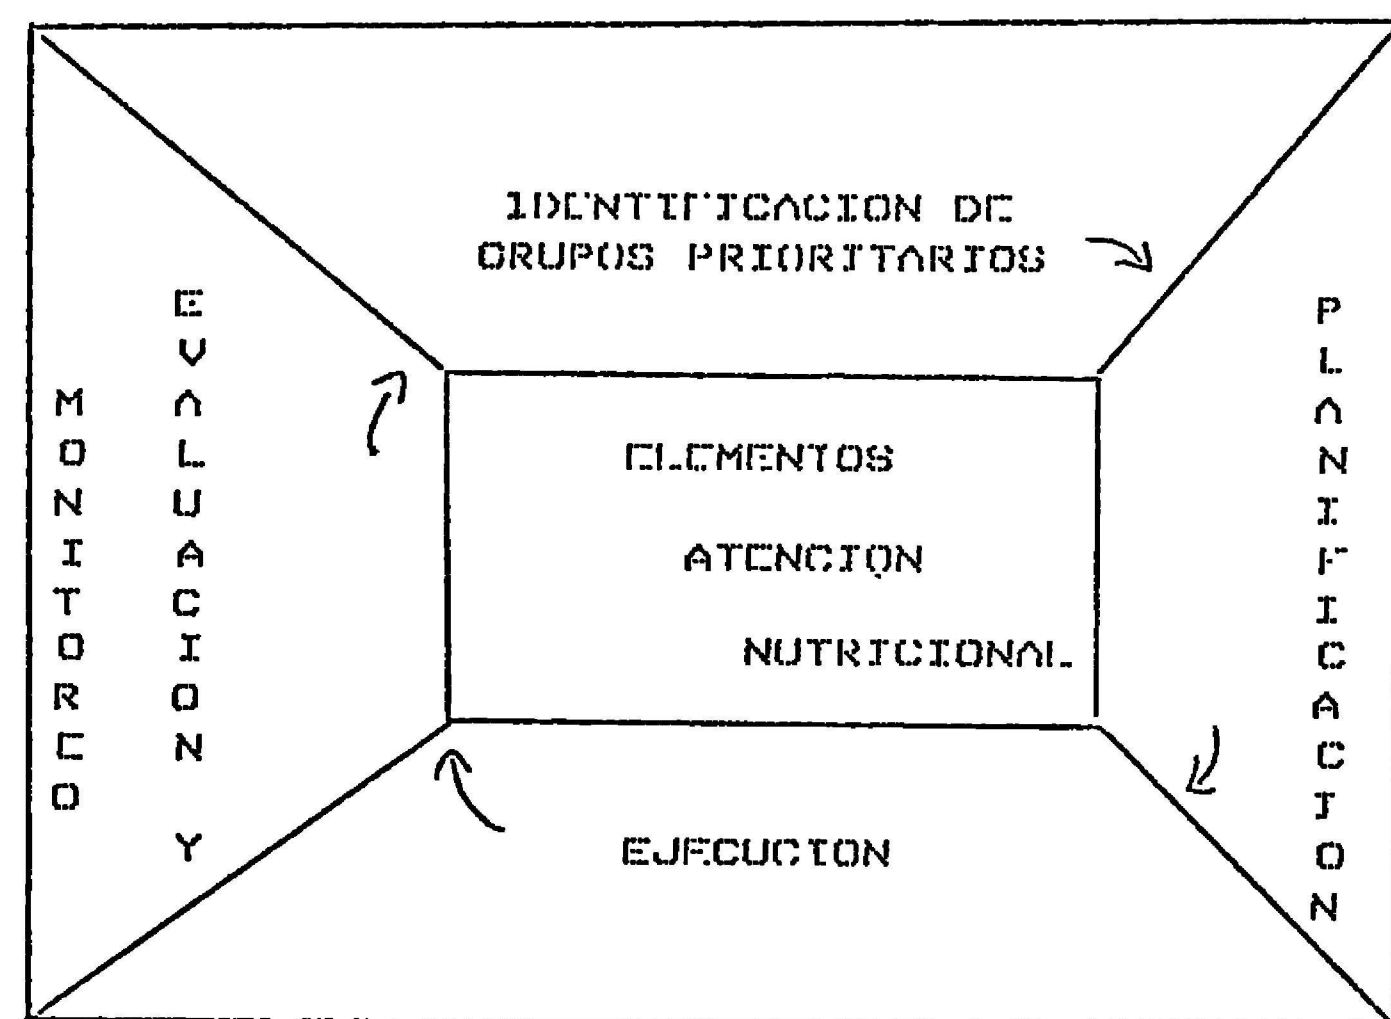 IDENTIFICACION DE
GRUPOS PRIORITARIOS
EVALUACION Y
MONITOREO
ELEMENTOS
ATENCION
NUTRICIONAL
PLANIFICACION
EJECUCION